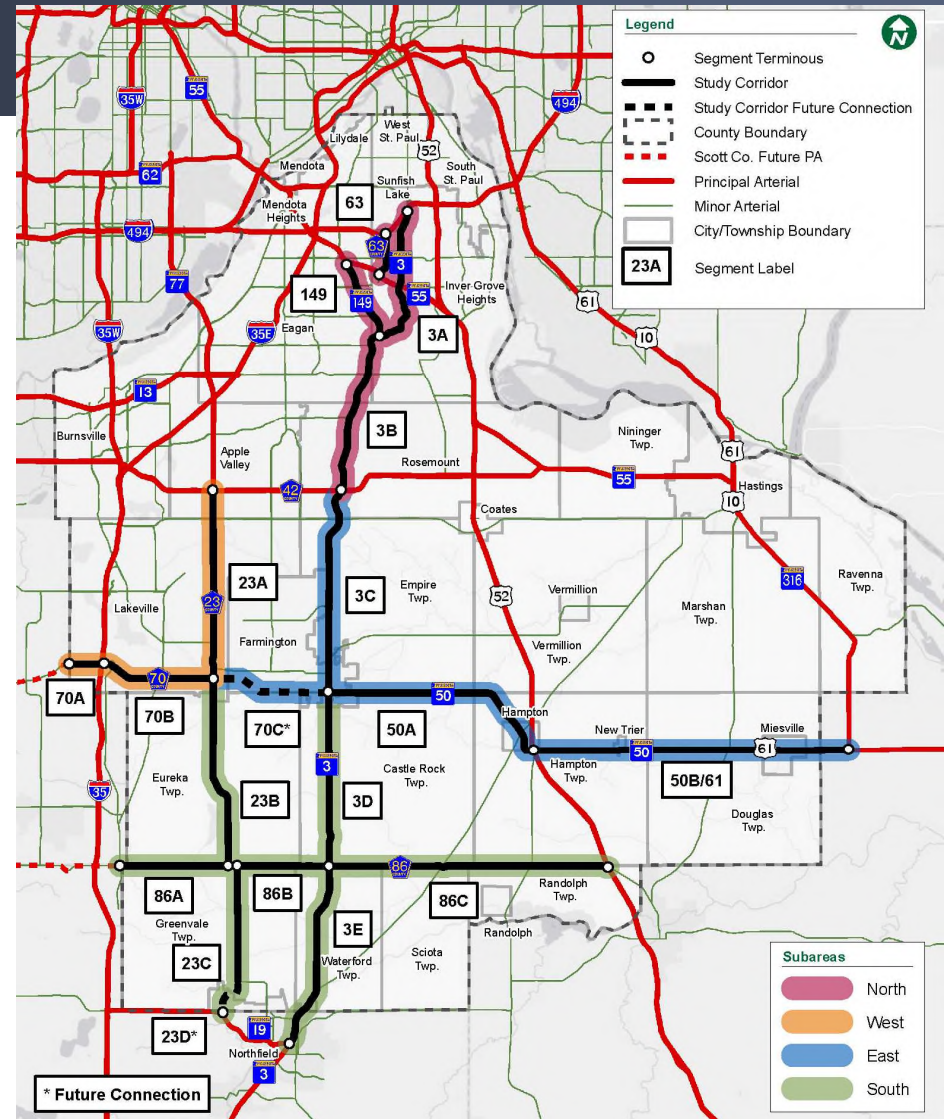 Legend
N
Segment Terminous
Study Corridor
Study Corridor Future Connection
County Boundary
Scott Co. Future PA
Principal Arterial
Minor Arterial
City/Township Boundary
23A
Segment Label
35W
55
494
62
Lilydale
West
St. Paul
52
Mendota
South
St. Paul
Sunfish
Lake
63
Mendota
Heights
494
63
COUNTY
3
77
149
149
55
Inver Grove
Heights
61
35W
35E
Eagan
3A
10
13
Burnsville
3B
Nininger
Twp.
Apple
Valley
Rosemount
61
42
COUNTY
55
Hastings
10
Coates
23A
3C
Empire
Twp.
52
Vermillion
316
Ravenna
Twp.
Lakeville
23
COUNTY
Marshan
Twp.
Farmington
Vermillion
Twp.
70A
70
COUNTY
50
70B
70C*
50A
Hampton
New Trier
Miesville
50
61
3
Hampton
Twp.
Eureka
Twp.
Castle Rock
Twp.
50B/61
35
23B
3D
Douglas
Twp.
86
COUNTY
86A
86B
86C
Randolph
Twp.
Greenvale
Twp.
3E
Randolph
23C
Waterford
Twp.
Sciota
Twp.
Subareas
North
West
East
South
23D*
19
Northfield
3
* Future Connection